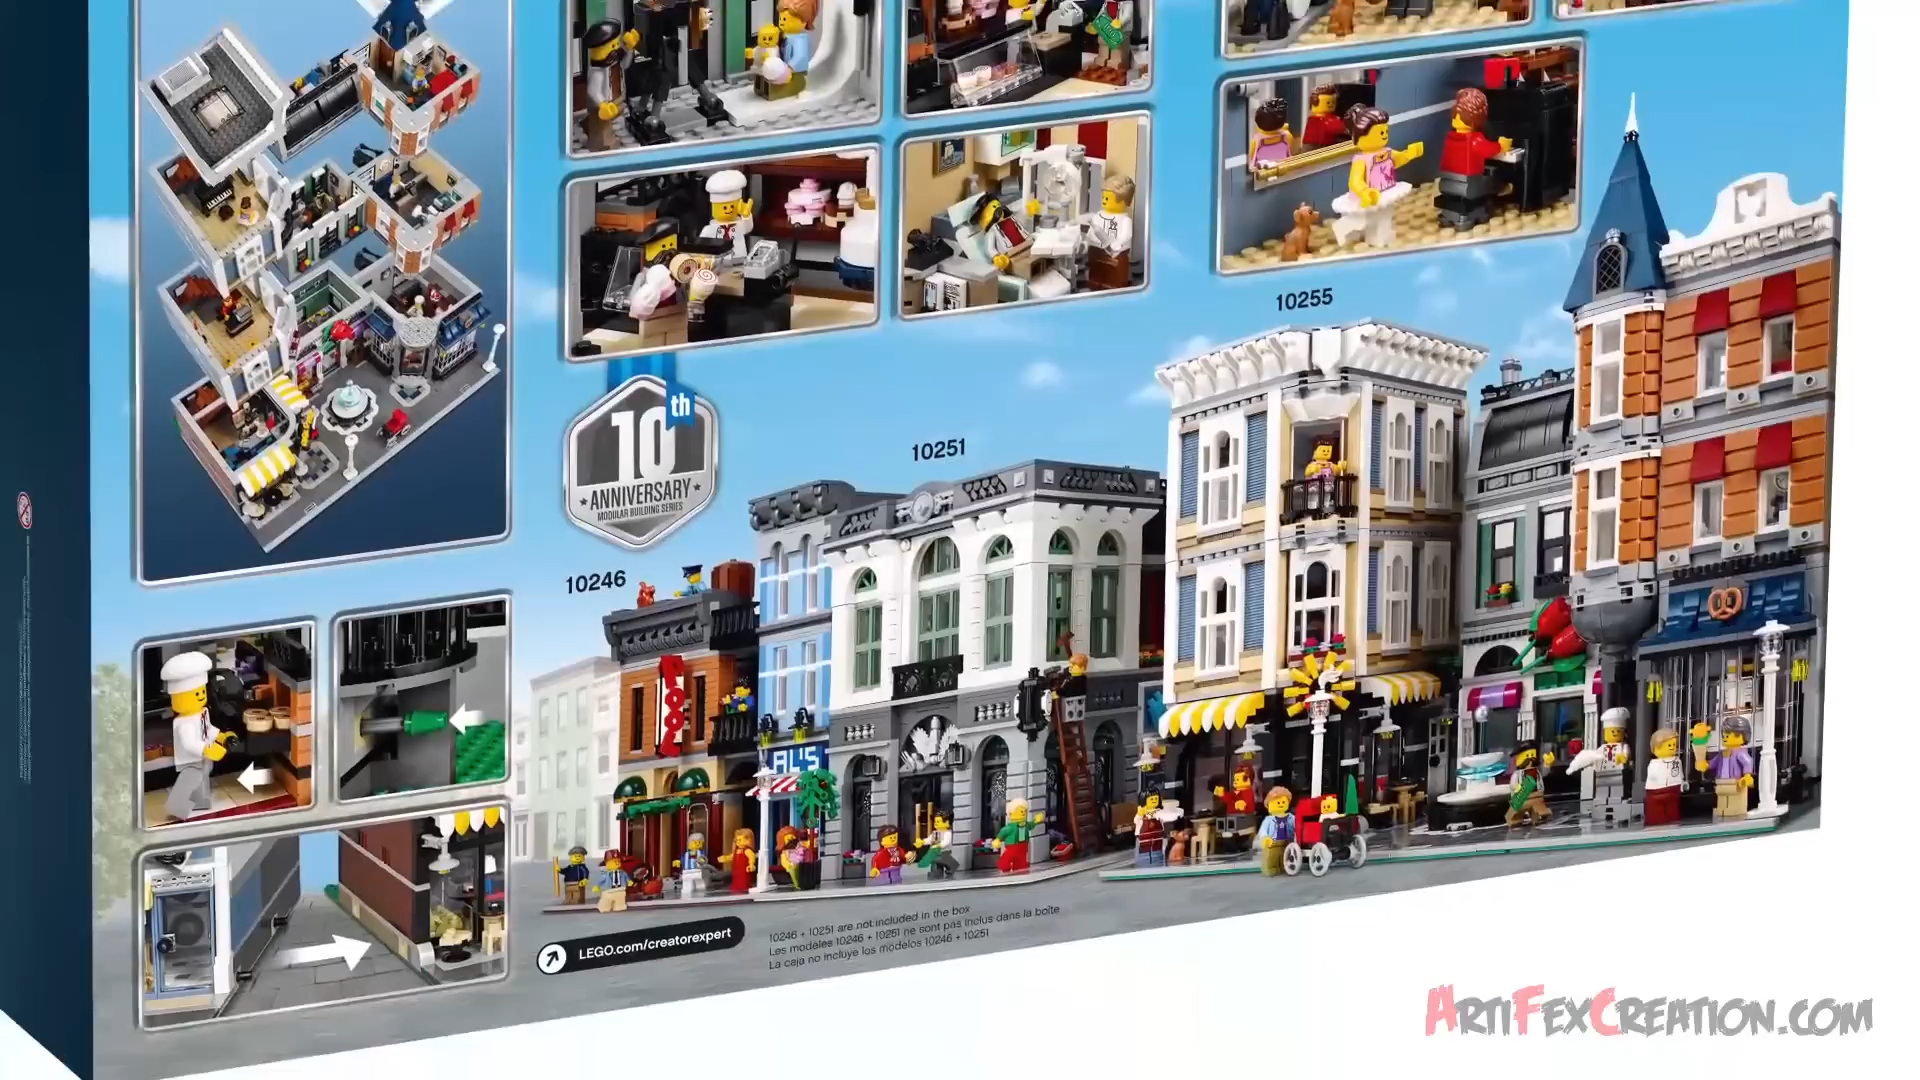 10255
10251
10th
ANNIVERSARY
MODULAR BUILDING SERIES
10246
POOL
AL'S
LEGO.com/creatorexpert
10246 + 10251 are not included in the box
Les modèles 10246 + 10251 ne sont pas inclus dans la boîte
La caja no incluye los modelos 10246 + 10251
ARTIFEXCREATION.COM